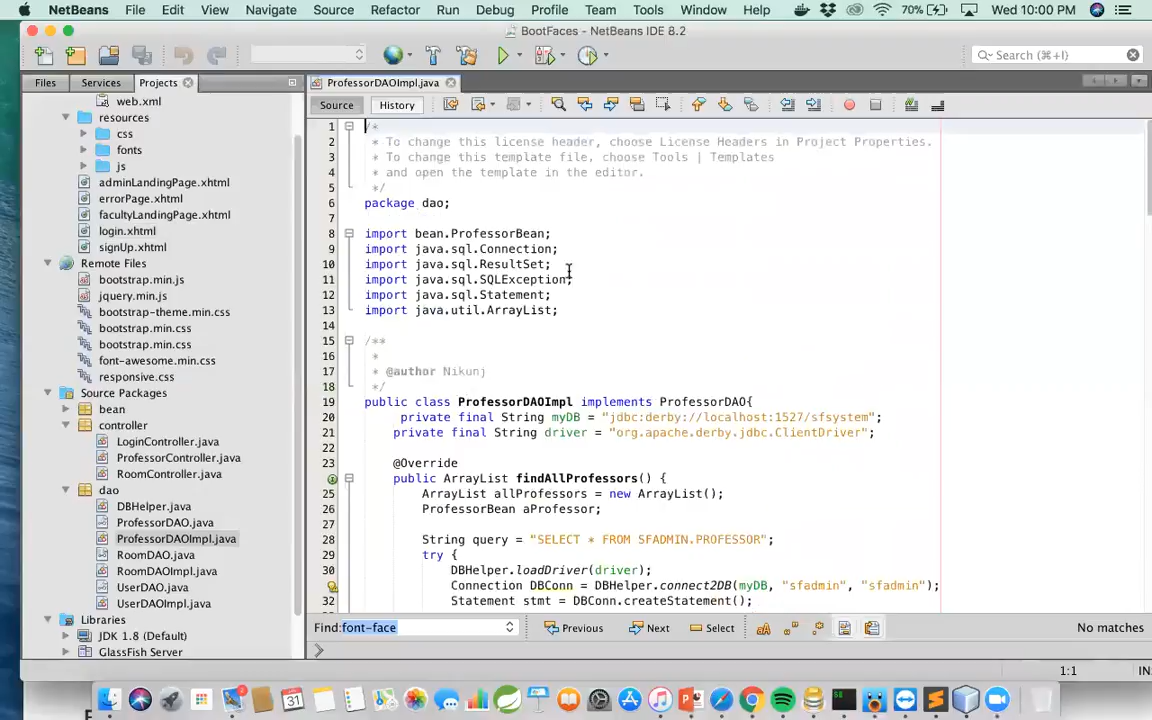 NetBeans File Edit View Navigate Source Refactor Run Debug Profile Team Tools Window Help 70% Wed 10:00 PM
BootFaces - NetBeans IDE 8.2
Search (⌘+I)
Files Services Projects ProfessorDAOImpl.java
Source History
web.xml
resources
css
fonts
js
adminLandingPage.xhtml
errorPage.xhtml
facultyLandingPage.xhtml
login.xhtml
signUp.xhtml
Remote Files
bootstrap.min.js
jquery.min.js
bootstrap-theme.min.css
bootstrap.min.css
bootstrap.min.css
font-awesome.min.css
responsive.css
Source Packages
bean
controller
LoginController.java
ProfessorController.java
RoomController.java
dao
DBHelper.java
ProfessorDAO.java
ProfessorDAOImpl.java
RoomDAO.java
RoomDAOImpl.java
UserDAO.java
UserDAOImpl.java
Libraries
JDK 1.8 (Default)
GlassFish Server
1 /*
2 * To change this license header, choose License Headers in Project Properties.
3 * To change this template file, choose Tools | Templates
4 * and open the template in the editor.
5 */
6 package dao;
7
8 import bean.ProfessorBean;
9 import java.sql.Connection;
10 import java.sql.ResultSet;
11 import java.sql.SQLException;
12 import java.sql.Statement;
13 import java.util.ArrayList;
14
15 /**
16 *
17 * @author Nikunj
18 */
19 public class ProfessorDAOImpl implements ProfessorDAO{
20 private final String myDB = "jdbc:derby://localhost:1527/sfsystem";
21 private final String driver = "org.apache.derby.jdbc.ClientDriver";
22
23 @Override
public ArrayList findAllProfessors() {
25 ArrayList allProfessors = new ArrayList();
26 ProfessorBean aProfessor;
27
28 String query = "SELECT * FROM SFADMIN.PROFESSOR";
29 try {
30 DBHelper.loadDriver(driver);
Connection DBConn = DBHelper.connect2DB(myDB, "sfadmin", "sfadmin");
32 Statement stmt = DBConn.createStatement();
Find: font-face Previous Next Select No matches
1:1 IN
31